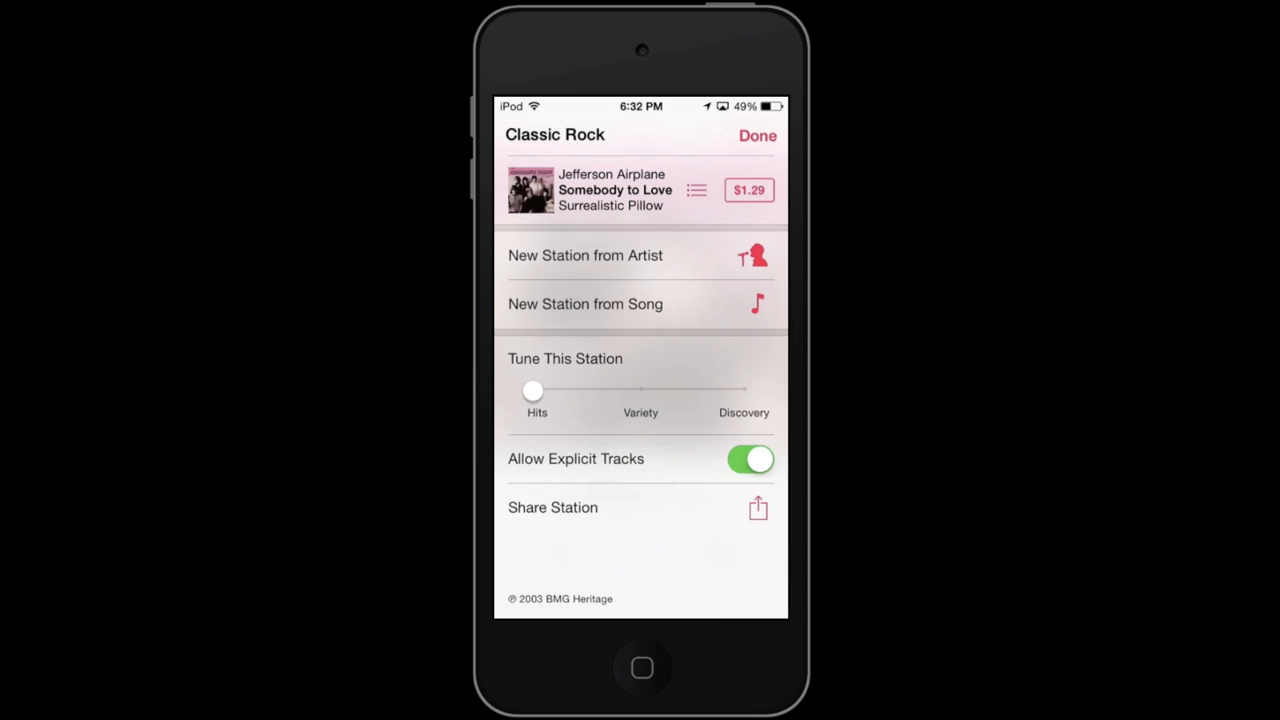 iPod 6:32 PM 49%
Classic Rock Done
Jefferson Airplane
Somebody to Love $1.29
Surrealistic Pillow
New Station from Artist
New Station from Song
Tune This Station
Hits Variety Discovery
Allow Explicit Tracks
Share Station
℗ 2003 BMG Heritage